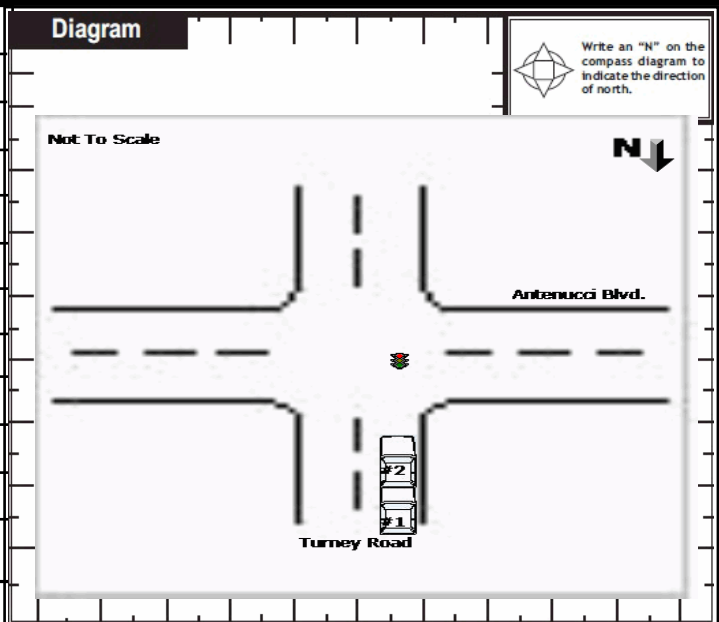 Diagram
Write an “N” on the
compass diagram to
indicate the direction
of north.
Not To Scale
N
Antenucci Blvd.
#2
#1
Turney Road